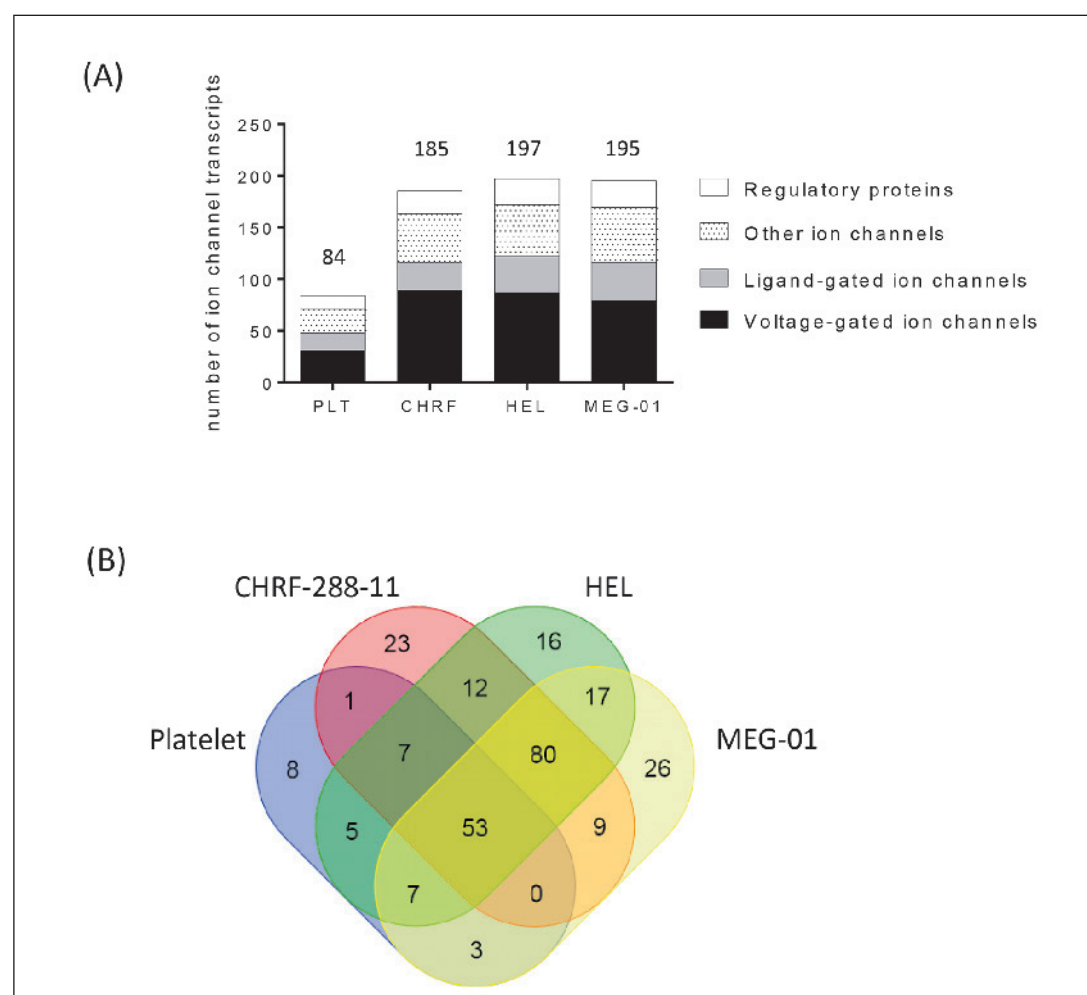 (A)
number of ion channel transcripts
250
200
150
100
50
0
84
185
197
195
PLT
CHRF
HEL
MEG-01
Regulatory proteins
Other ion channels
Ligand-gated ion channels
Voltage-gated ion channels
(B)
CHRF-288-11
HEL
Platelet
MEG-01
23
16
1
12
17
8
7
80
26
5
53
9
7
0
3